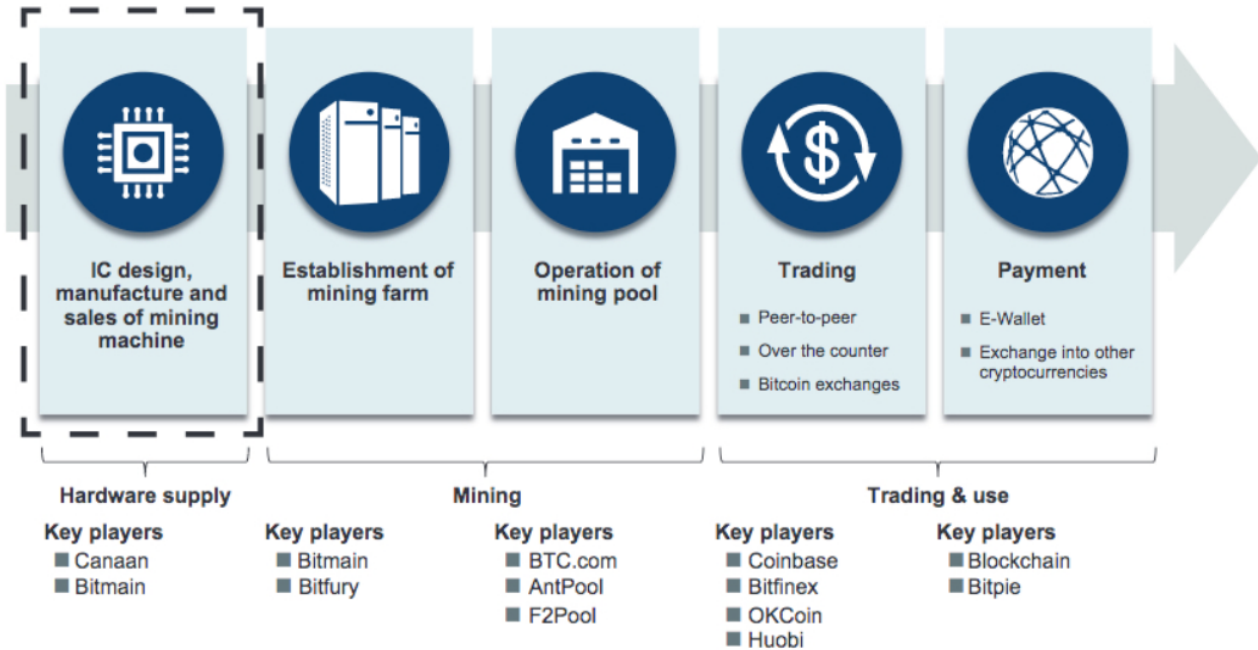 IC design,
manufacture and
sales of mining
machine
Establishment of
mining farm
Operation of
mining pool
Trading
■ Peer-to-peer
■ Over the counter
■ Bitcoin exchanges
Payment
■ E-Wallet
■ Exchange into other
cryptocurrencies
Hardware supply
Mining
Trading & use
Key players
■ Canaan
■ Bitmain
Key players
■ Bitmain
■ Bitfury
Key players
■ BTC.com
■ AntPool
■ F2Pool
Key players
■ Coinbase
■ Bitfinex
■ OKCoin
■ Huobi
Key players
■ Blockchain
■ Bitpie